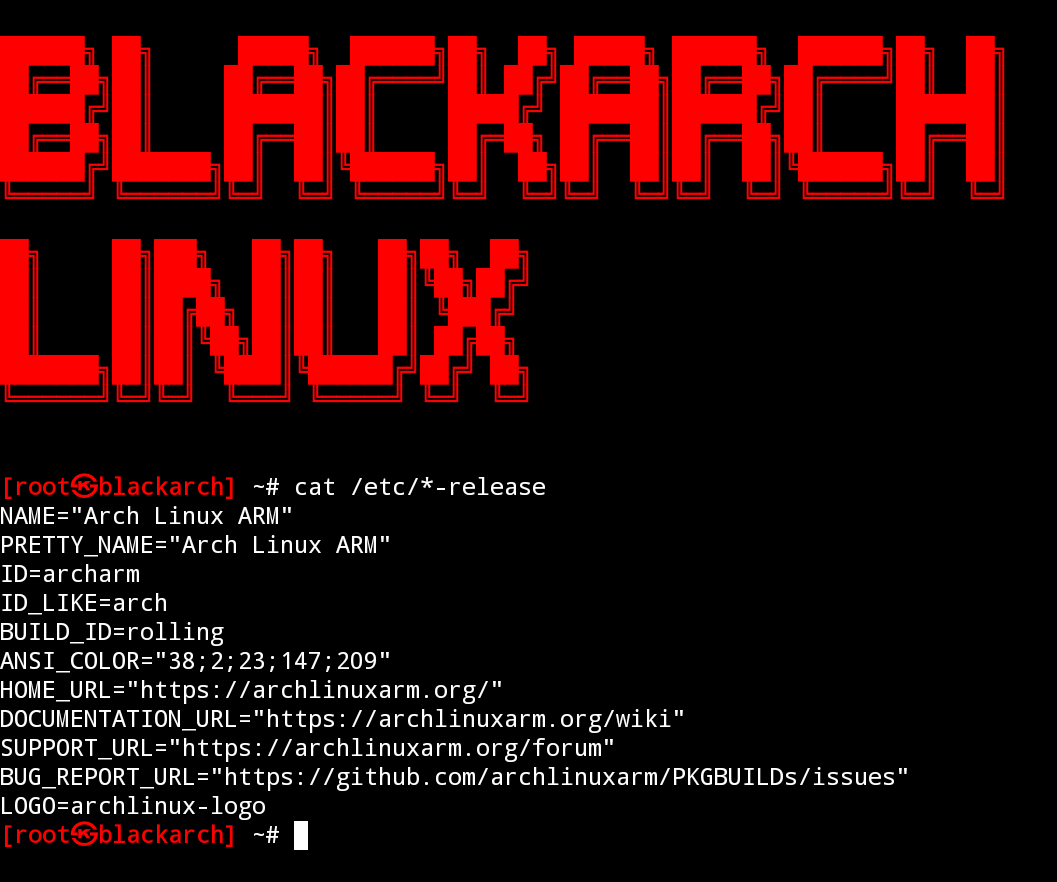 BLACKARCH
LINUX
[root㉿blackarch] ~# cat /etc/*-release
NAME="Arch Linux ARM"
PRETTY_NAME="Arch Linux ARM"
ID=archarm
ID_LIKE=arch
BUILD_ID=rolling
ANSI_COLOR="38;2;23;147;209"
HOME_URL="https://archlinuxarm.org/"
DOCUMENTATION_URL="https://archlinuxarm.org/wiki"
SUPPORT_URL="https://archlinuxarm.org/forum"
BUG_REPORT_URL="https://github.com/archlinuxarm/PKGBUILDs/issues"
LOGO=archlinux-logo
[root㉿blackarch] ~#